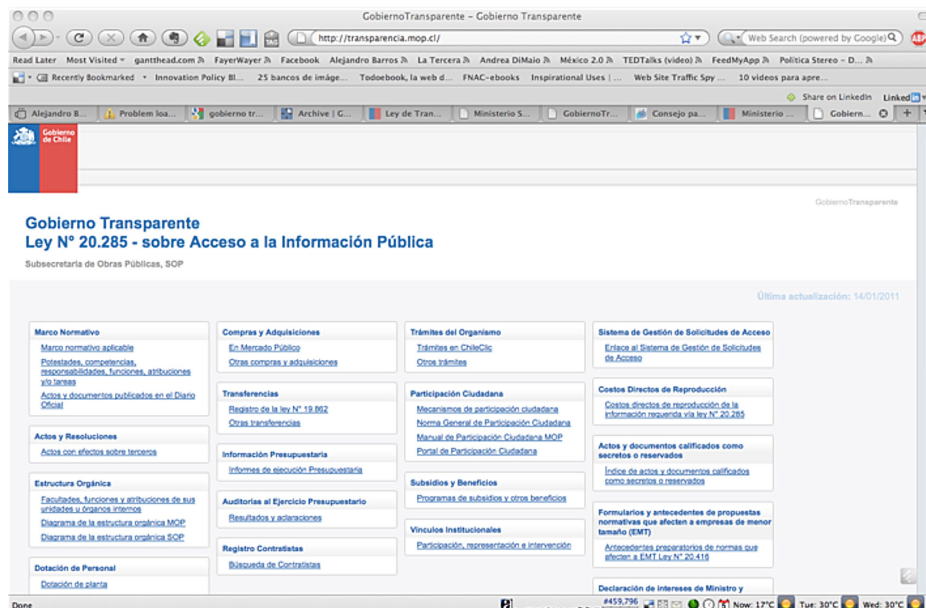 GobiernoTransparente – Gobierno Transparente
http://transparencia.mop.cl/
Web Search (powered by Google)
ABP
TAG
Read Later Most Visited gantthead.com FayerWayer Facebook Alejandro Barros La Tercera Andrea DiMaio México 2.0 TEDTalks (video) FeedMyApp Política Stereo – D...
Recently Bookmarked Innovation Policy Bl... 25 bancos de imáge... Todoebook, la web d... FNAC-ebooks Inspirational Uses | ... Web Site Traffic Spy ... 10 videos para apre...
Share on LinkedIn Linked in
Alejandro B... Problem loa... gobierno tr... Archive | G... Ley de Tran... Ministerio S... GobiernoTr... Consejo pa... Ministerio ... Gobiern...
Gobierno
de Chile
GobiernoTransparente
Gobierno Transparente
Ley N° 20.285 - sobre Acceso a la Información Pública
Subsecretaria de Obras Públicas, SOP
Última actualización: 14/01/2011
Marco Normativo
Marco normativo aplicable
Potestades, competencias,
responsabilidades, funciones, atribuciones
y/o tareas
Actos y documentos publicados en el Diario
Oficial
Actos y Resoluciones
Actos con efectos sobre terceros
Estructura Orgánica
Facultades, funciones y atribuciones de sus
unidades u órganos internos
Diagrama de la estructura orgánica MOP
Diagrama de la estructura orgánica SOP
Dotación de Personal
Dotación de planta
Compras y Adquisiciones
En Mercado Público
Otras compras y adquisiciones
Transferencias
Registro de la ley N° 19.862
Otras transferencias
Información Presupuestaria
Informes de ejecución Presupuestaria
Auditorías al Ejercicio Presupuestario
Resultados y aclaraciones
Registro Contratistas
Búsqueda de Contratistas
Trámites del Organismo
Trámites en ChileClic
Otros trámites
Participación Ciudadana
Mecanismos de participación ciudadana
Norma General de Participación Ciudadana
Manual de Participación Ciudadana MOP
Portal de Participación Ciudadana
Subsidios y Beneficios
Programas de subsidios y otros beneficios
Vínculos Institucionales
Participación, representación e intervención
Sistema de Gestión de Solicitudes de Acceso
Enlace al Sistema de Gestión de Solicitudes
de Acceso
Costos Directos de Reproducción
Costos directos de reproducción de la
información requerida vía ley N° 20.285
Actos y documentos calificados como
secretos o reservados
Índice de actos y documentos calificados
como secretos o reservados
Formularios y antecedentes de propuestas
normativas que afecten a empresas de menor
tamaño (EMT)
Antecedentes preparatorios de normas que
afecten a EMT Ley N° 20.416
Declaración de intereses de Ministro y
Done
#459,796 Now: 17°C Tue: 30°C Wed: 30°C